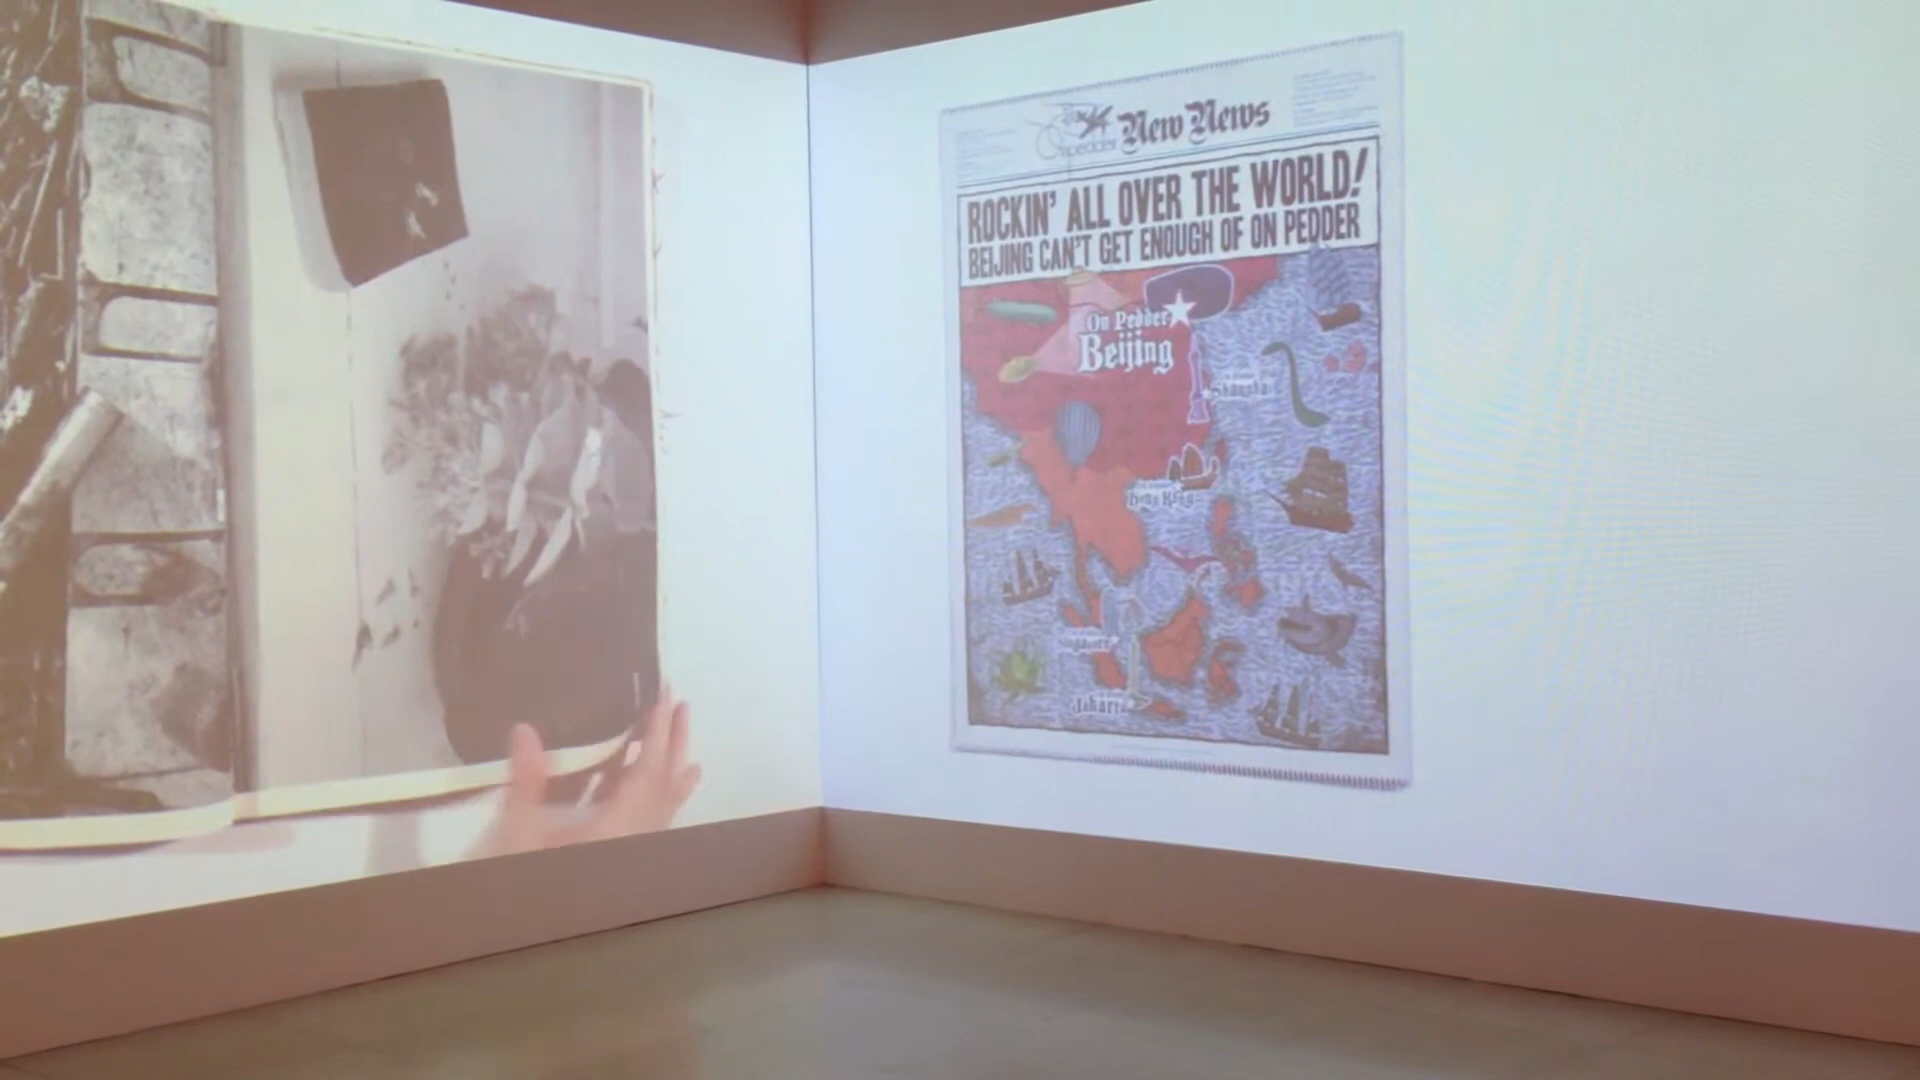 On pedder New News
ROCKIN' ALL OVER THE WORLD!
BEIJING CAN'T GET ENOUGH OF ON PEDDER
On Pedder
Beijing
Shanghai
Hong Kong
Singapore
Jakarta